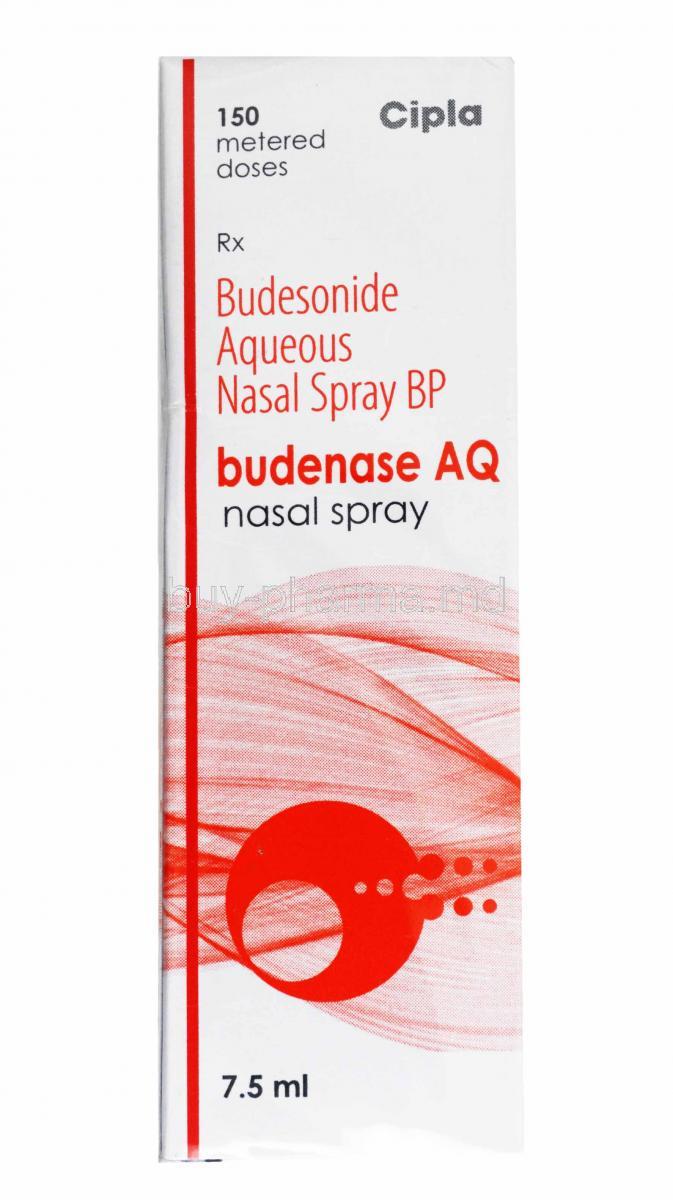 150
metered
doses
Cipla
Rx
Budesonide
Aqueous
Nasal Spray BP
budenase AQ
nasal spray
buy-pharma.md
7.5 ml